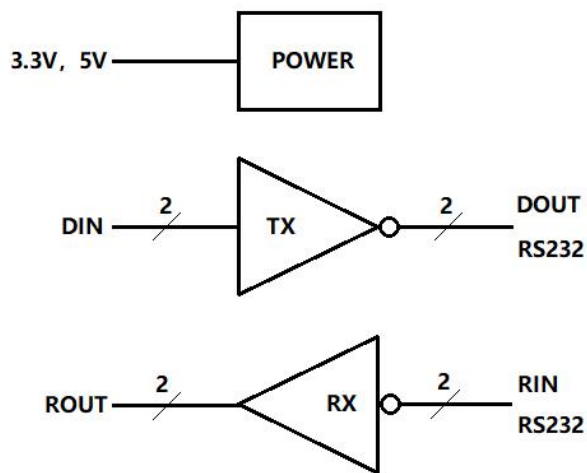 3.3V，5V
POWER
DIN
2
TX
2
DOUT
RS232
ROUT
2
RX
2
RIN
RS232